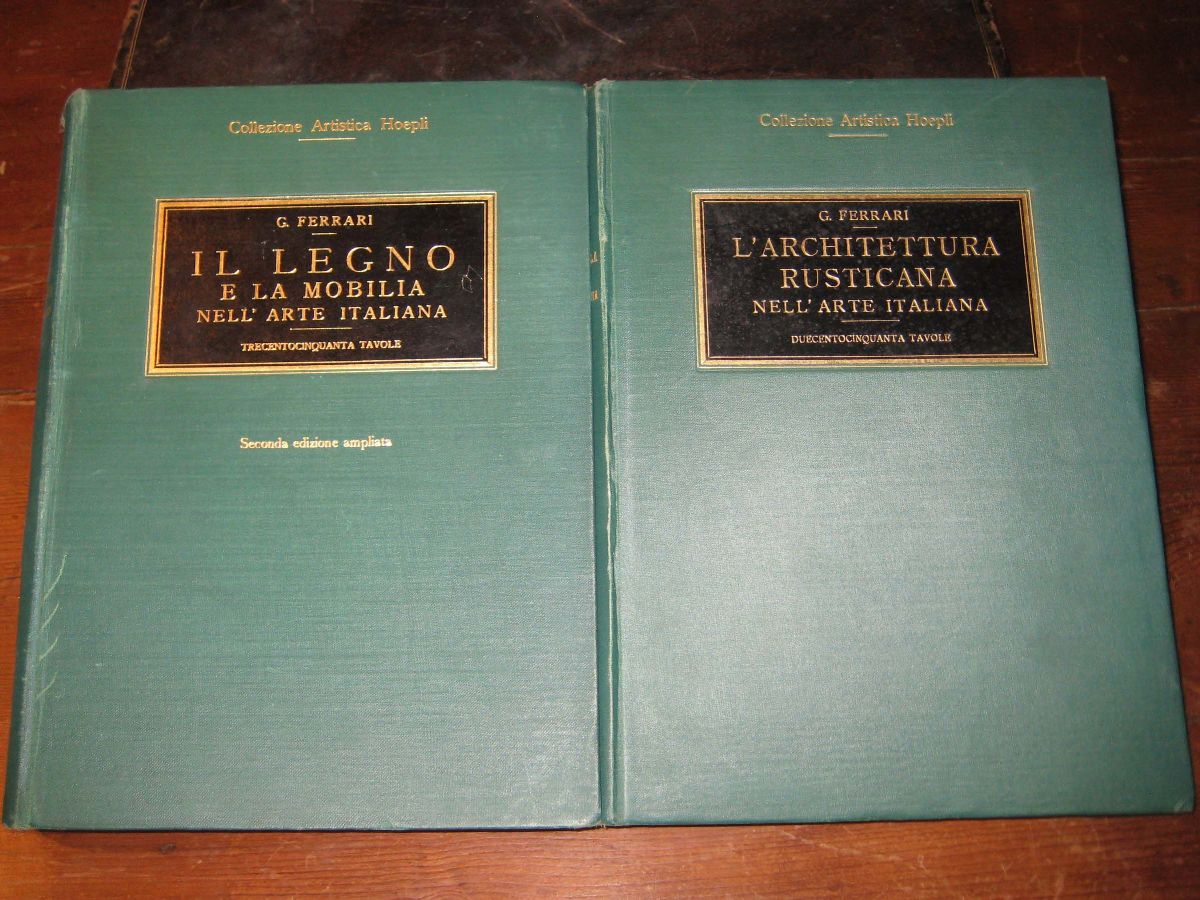 Collezione Artistica Hoepli
G. FERRARI
IL LEGNO
E LA MOBILIA
NELL' ARTE ITALIANA
TRECENTOCINQUANTA TAVOLE
Seconda edizione ampliata
Collezione Artistica Hoepli
G. FERRARI
L'ARCHITETTURA
RUSTICANA
NELL' ARTE ITALIANA
DUECENTOCINQUANTA TAVOLE